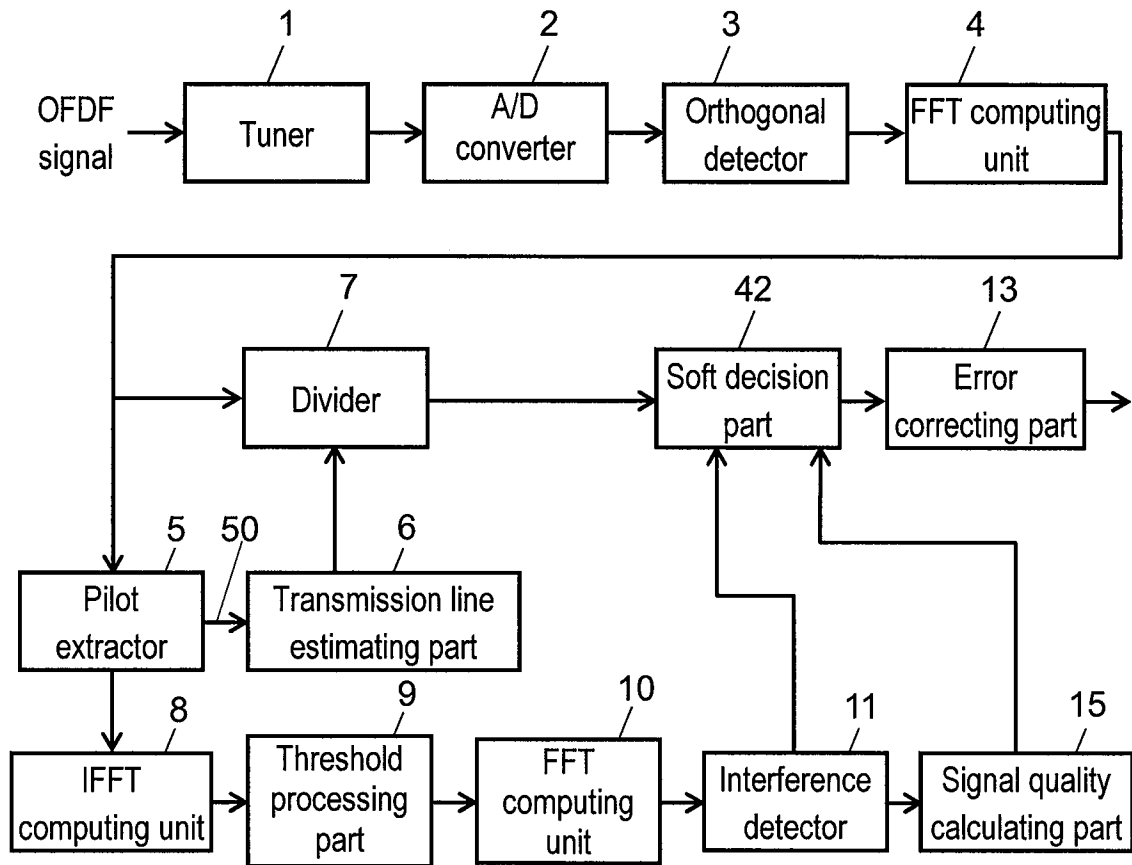 1
2
3
4
OFDF
signal
Tuner
A/D
converter
Orthogonal
detector
FFT computing
unit
7
42
13
Divider
Soft decision
part
Error
correcting part
5
50
6
Pilot
extractor
Transmission line
estimating part
8
9
10
11
15
IFFT
computing unit
Threshold
processing
part
FFT
computing
unit
Interference
detector
Signal quality
calculating part